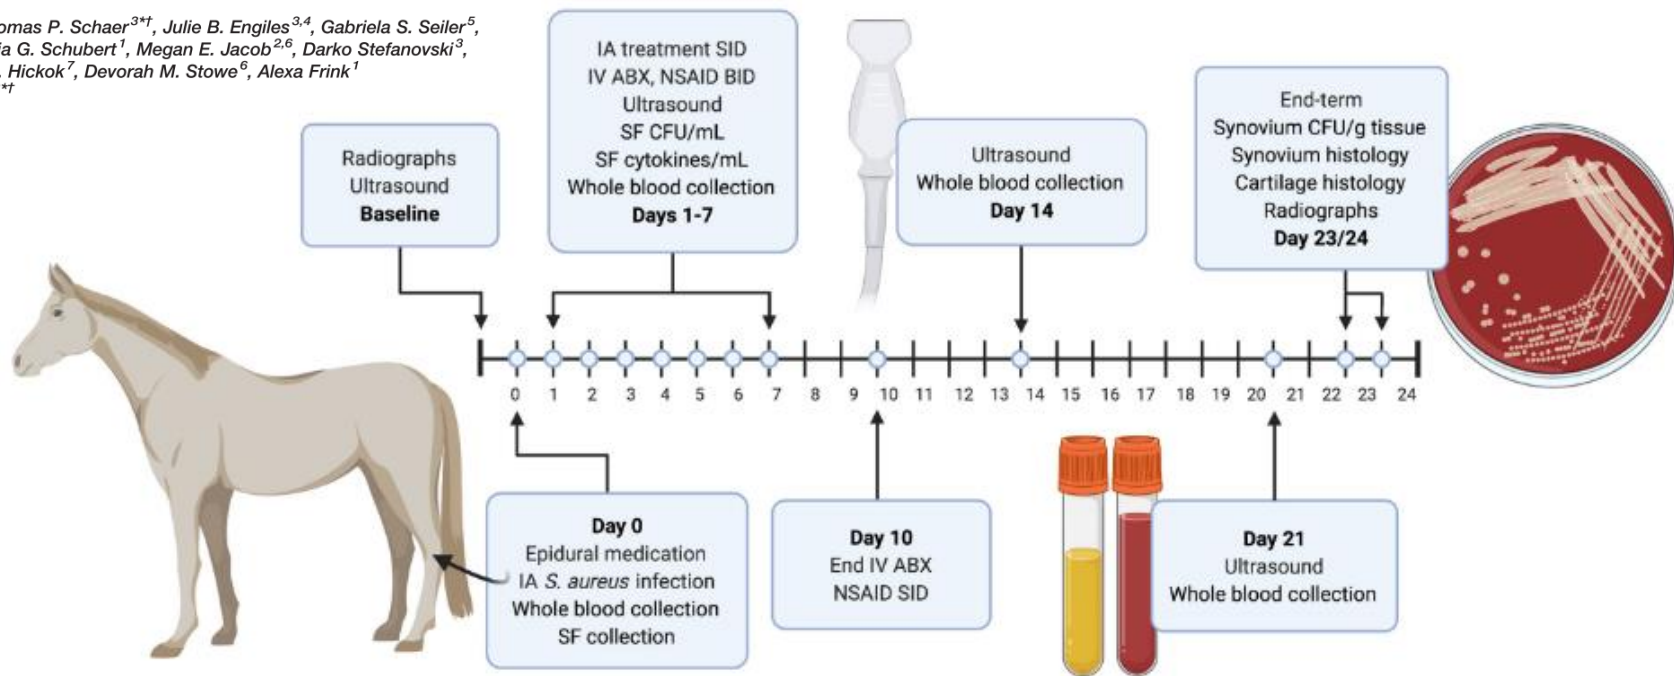 omas P. Schaer3*†, Julie B. Engiles3,4, Gabriela S. Seiler5,
ia G. Schubert1, Megan E. Jacob2,6, Darko Stefanovski3,
. Hickok7, Devorah M. Stowe6, Alexa Frink1
*†
Radiographs
Ultrasound
Baseline
IA treatment SID
IV ABX, NSAID BID
Ultrasound
SF CFU/mL
SF cytokines/mL
Whole blood collection
Days 1-7
Ultrasound
Whole blood collection
Day 14
End-term
Synovium CFU/g tissue
Synovium histology
Cartilage histology
Radiographs
Day 23/24
0 1 2 3 4 5 6 7 8 9 10 11 12 13 14 15 16 17 18 19 20 21 22 23 24
Day 0
Epidural medication
IA S. aureus infection
Whole blood collection
SF collection
Day 10
End IV ABX
NSAID SID
Day 21
Ultrasound
Whole blood collection